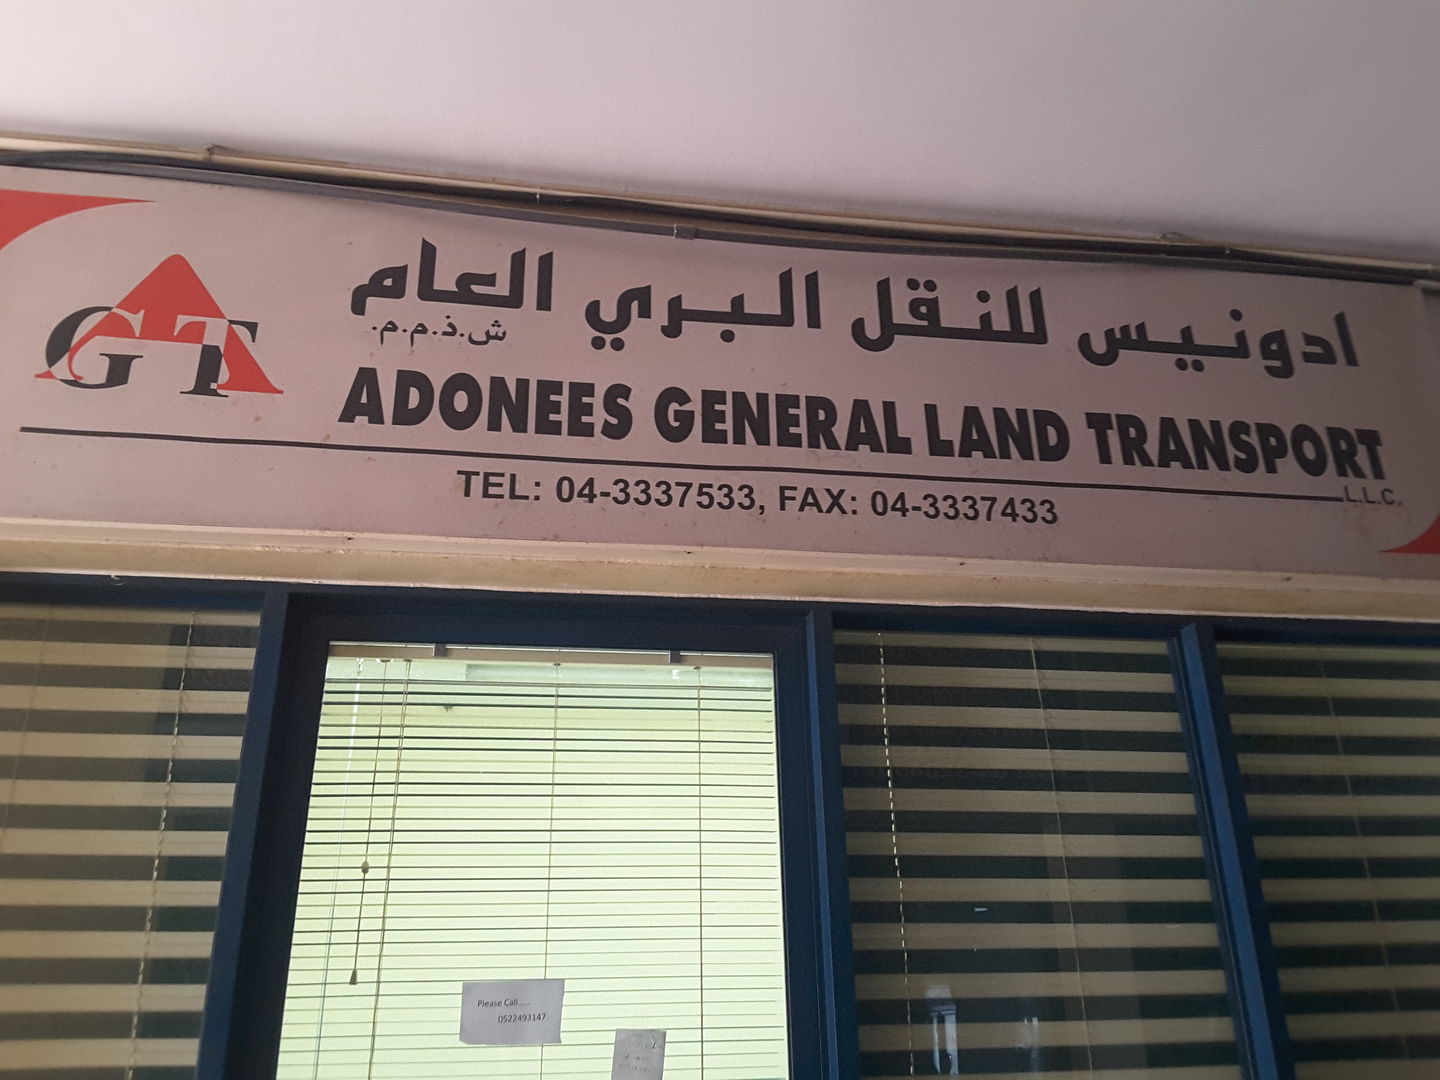 ادونيس للنقل البري العام
ش.ذ.م.م.
GT
ADONEES GENERAL LAND TRANSPORT
L.L.C.
TEL: 04-3337533, FAX: 04-3337433
Please Call......
0522493147